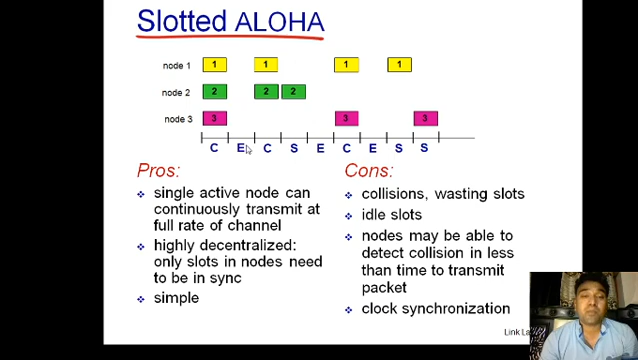 Slotted ALOHA
node 1 1 1 1 1
node 2 2 2 2
node 3 3 3 3
C E C S E C E S S
Pros:
single active node can
continuously transmit at
full rate of channel
highly decentralized:
only slots in nodes need
to be in sync
simple
Cons:
collisions, wasting slots
idle slots
nodes may be able to
detect collision in less
than time to transmit
packet
clock synchronization
Link